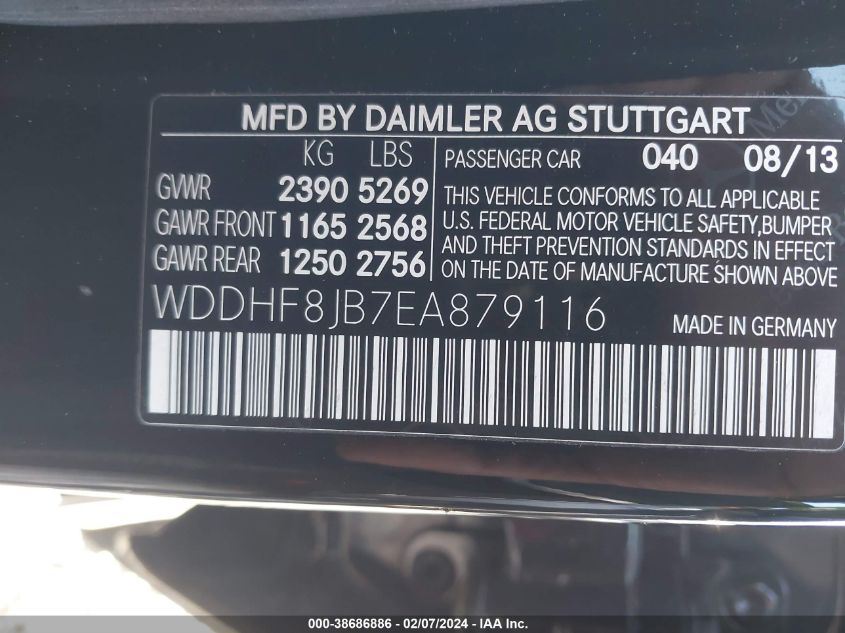 MFD BY DAIMLER AG STUTTGART
KG LBS
GVWR 2390 5269
GAWR FRONT 1165 2568
GAWR REAR 1250 2756
PASSENGER CAR 040 08/13
THIS VEHICLE CONFORMS TO ALL APPLICABLE
U.S. FEDERAL MOTOR VEHICLE SAFETY,BUMPER
AND THEFT PREVENTION STANDARDS IN EFFECT
ON THE DATE OF MANUFACTURE SHOWN ABOVE
WDDHF8JB7EA879116
MADE IN GERMANY
000-38686886 - 02/07/2024 - IAA Inc.